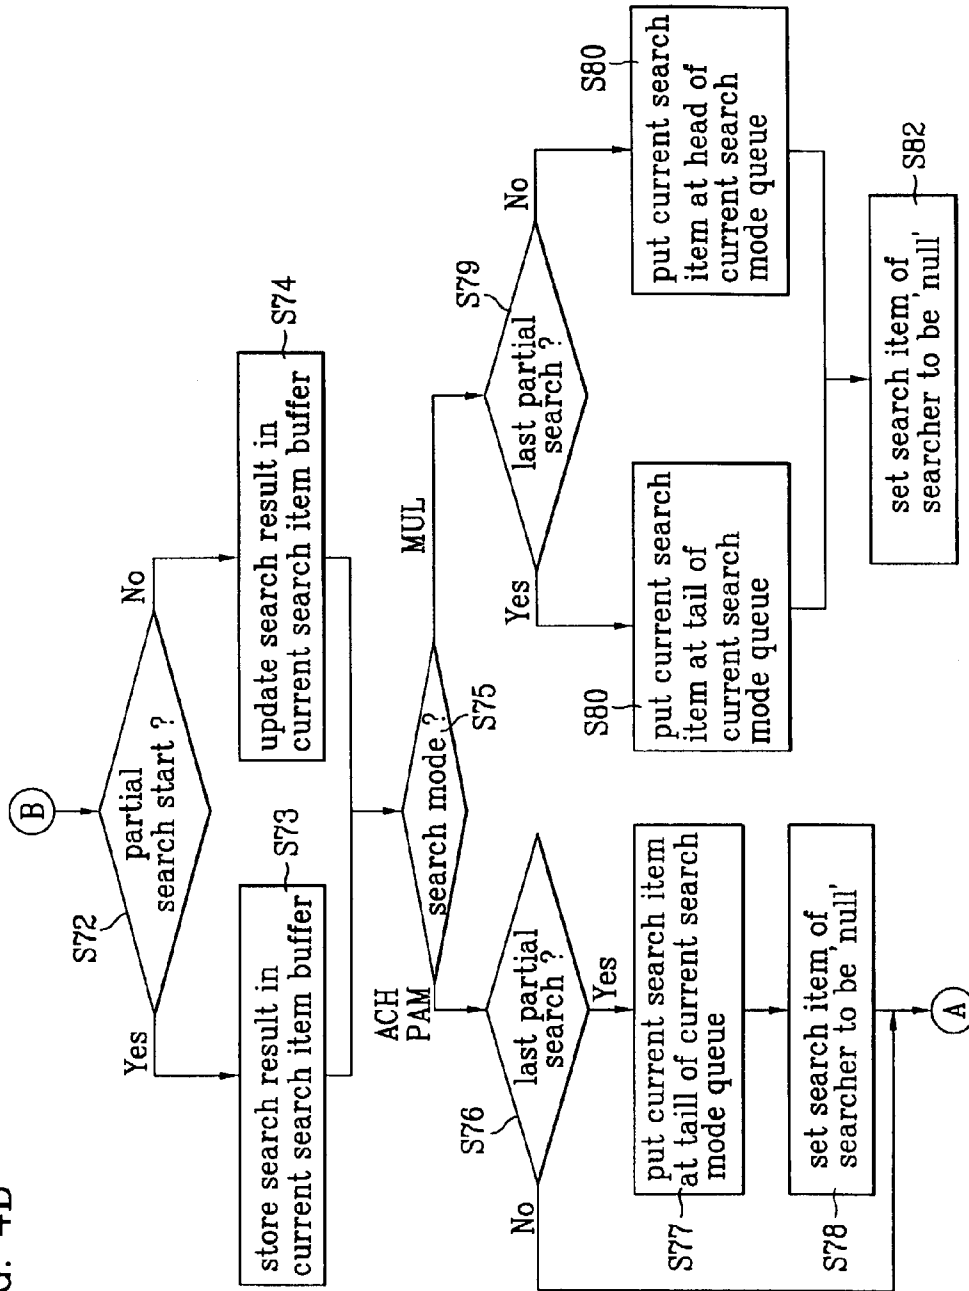 G. 4B
B
S72
partial
search start ?
Yes
No
S73
store search result in
current search item buffer
S74
update search result in
current search item buffer
search mode ?
S75
ACH
PAM
MUL
S76
last partial
search ?
No
Yes
S77
put current search item
at taill of current search
mode queue
S78
set search item of
searcher to be 'null'
A
S79
last partial
search ?
Yes
No
S80
put current search
item at tail of
current search
mode queue
S80
put current search
item at head of
current search
mode queue
S82
set search item of
searcher to be 'null'